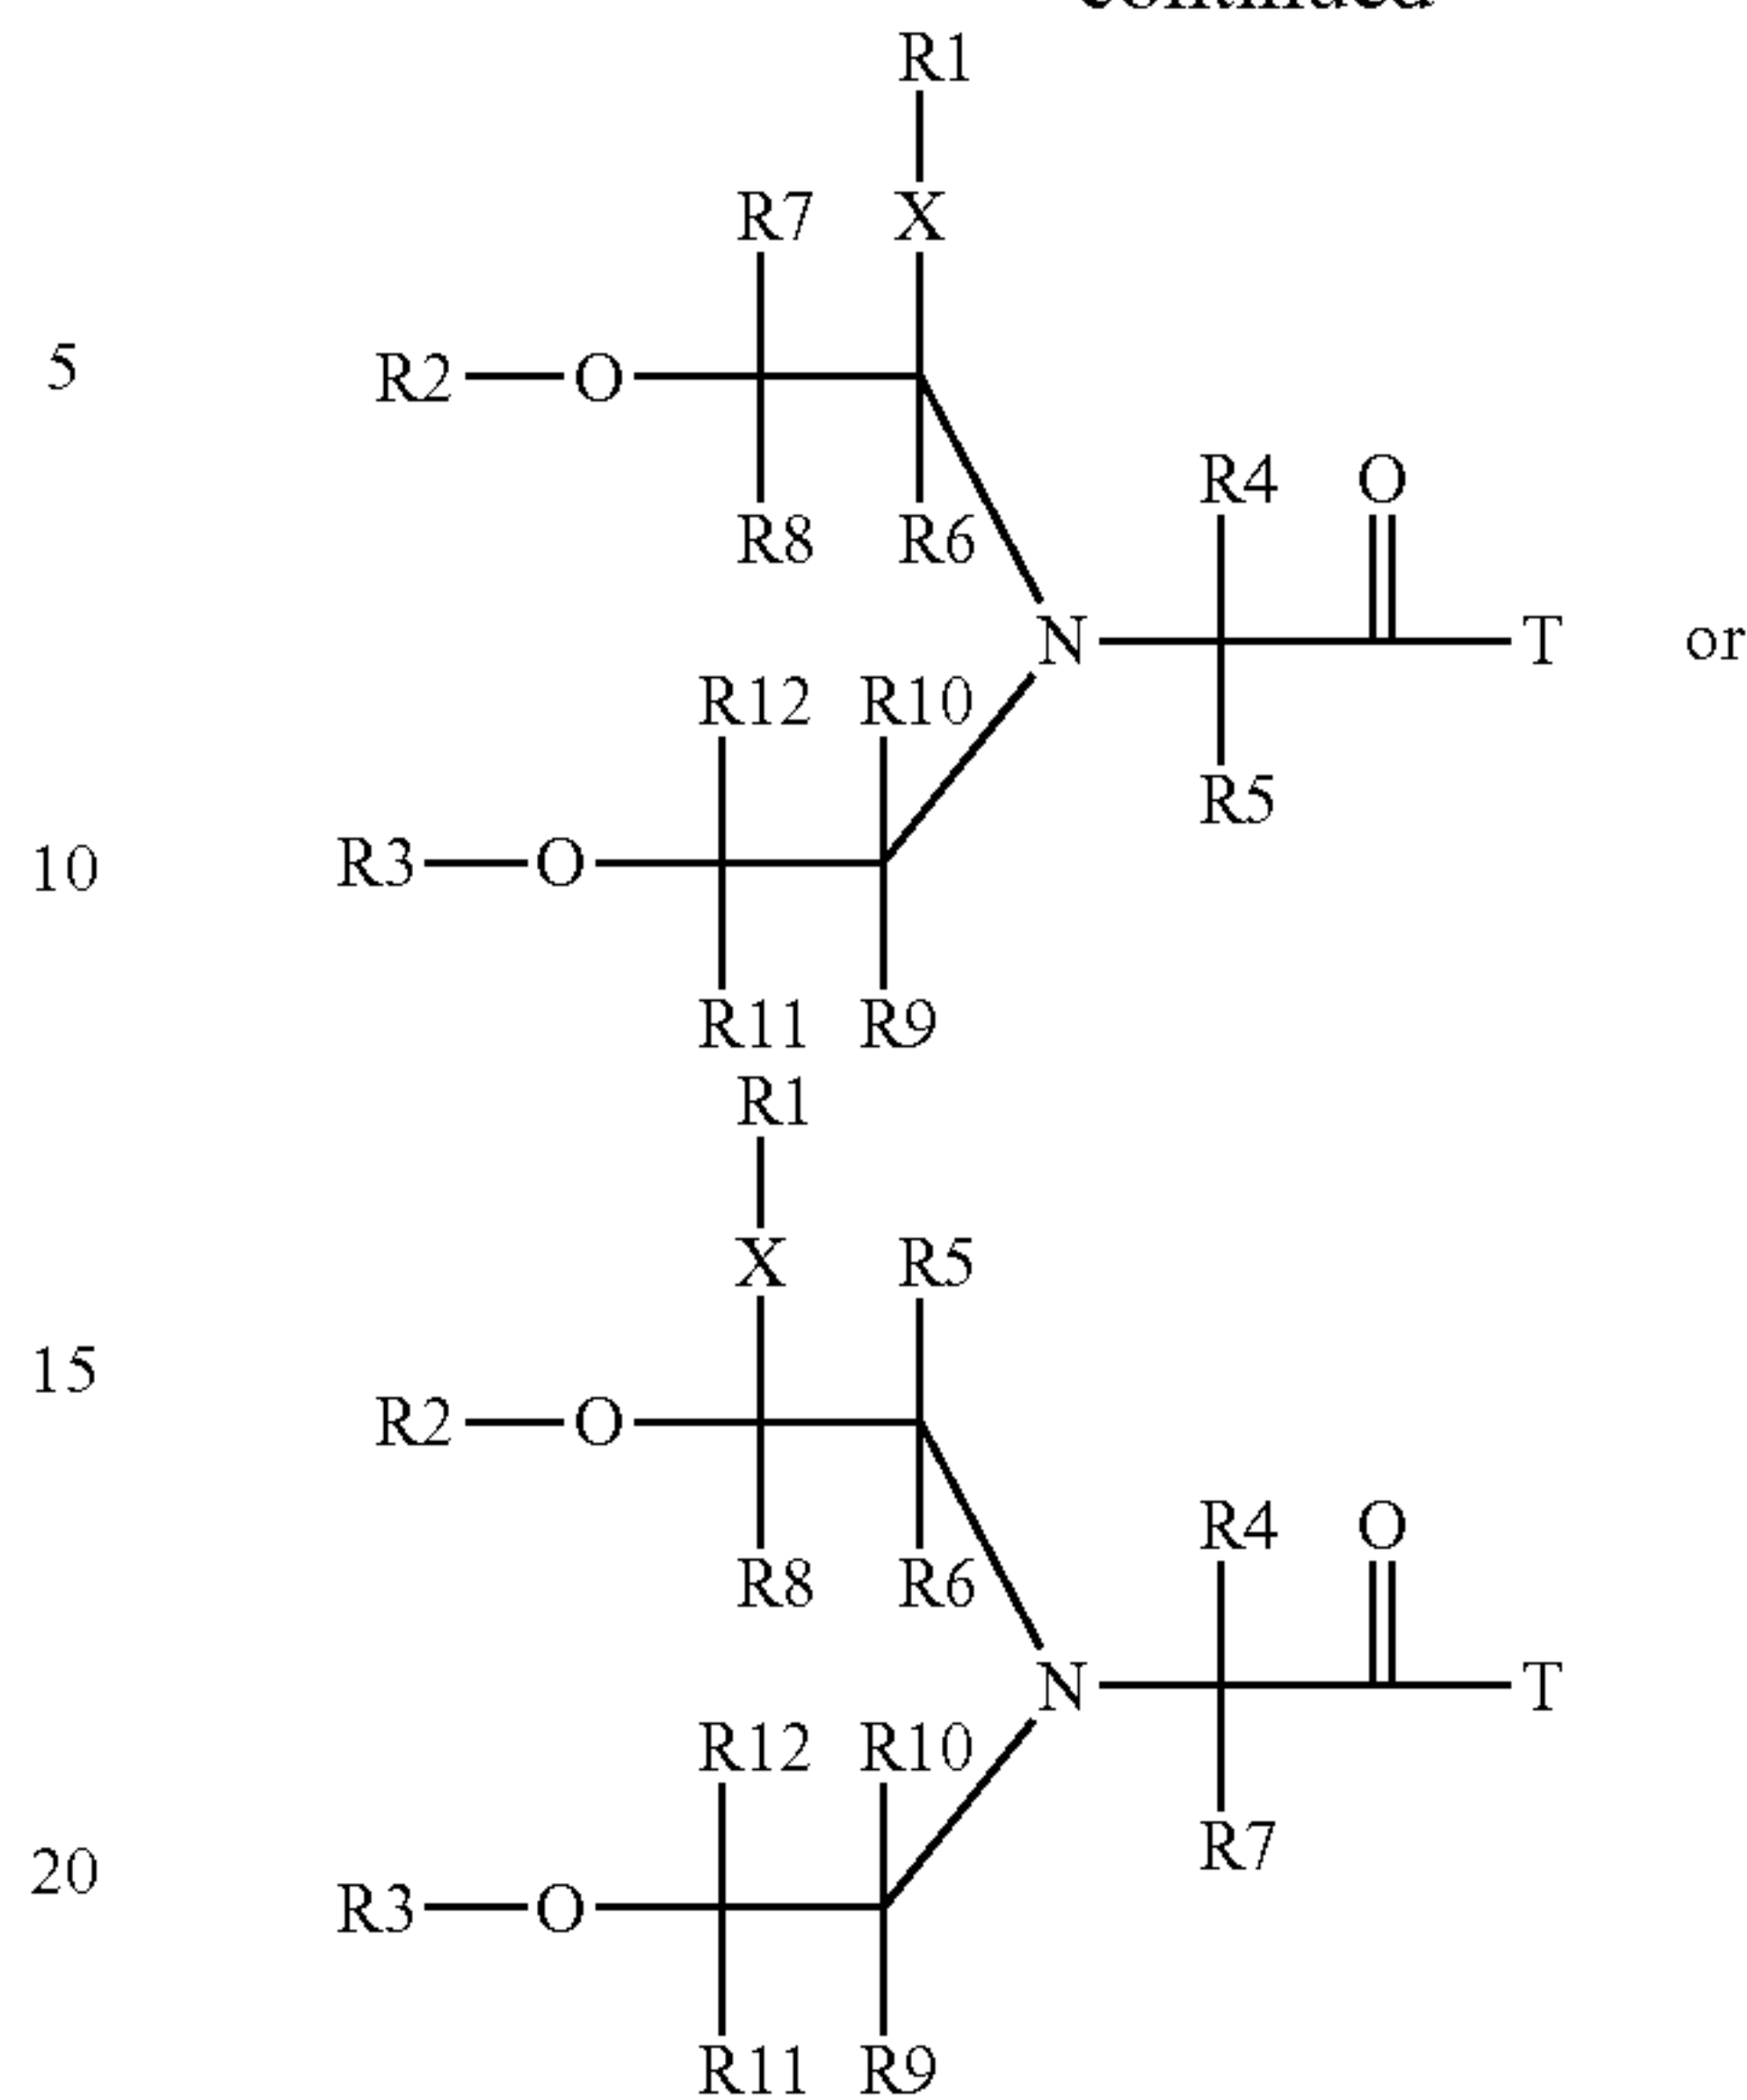 continued
R1
R7 X
5 R2 O
R8 R6
R4 O
N T or
R12 R10
R5
10 R3 O
R11 R9
R1
X R5
15
R2 O
R8 R6
R4 O
N T
R12 R10
R7
20
R3 O
R11 R9